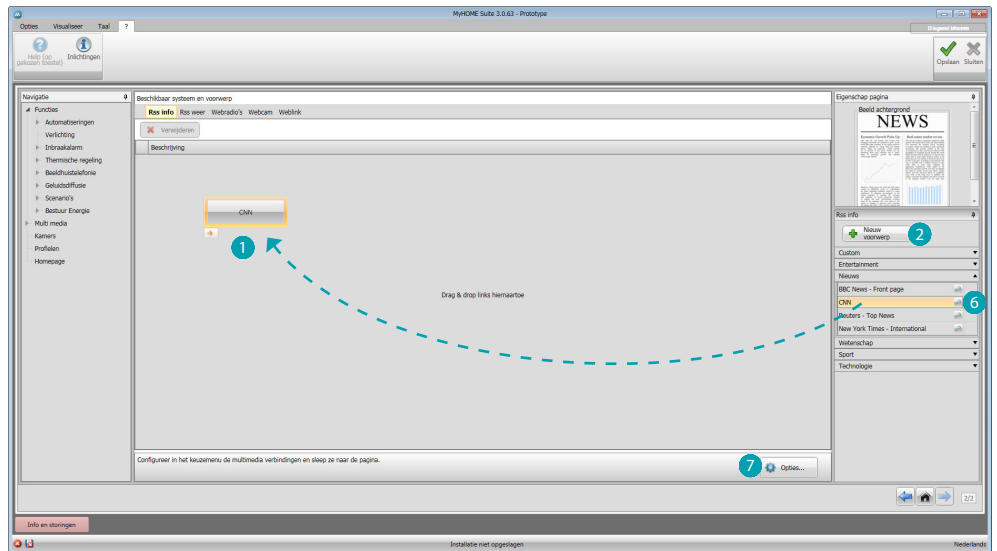 MyHOME Suite 3.0.63 - Prototype
Opties Visualiseer Taal ?
Help (op gekozen toestel)
Inlichtingen
Opslaan Sluiten
Navigatie
Functies
Automatiseringen
Verlichting
Inbraakalarm
Thermische regeling
Beeldhuistelefonie
Geluidsdiffusie
Scenario's
Bestuur Energie
Multi media
Kamers
Profielen
Homepage
Beschikbaar systeem en voorwerp
Rss info Rss weer Webradio's Webcam Weblink
Verwijderen
Beschrijving
CNN
1
Drag & drop links hiernaartoe
Configureer in het keuzemenu de multimedia verbindingen en sleep ze naar de pagina.
7
Opties...
Eigenschap pagina
Beeld achtergrond
NEWS
Rss info
Nieuw voorwerp
2
Custom
Entertainment
Nieuws
BBC News - Front page
CNN
6
Reuters - Top News
New York Times - International
Wetenschap
Sport
Technologie
2/2
Info en storingen
Installatie niet opgeslagen
Nederlands